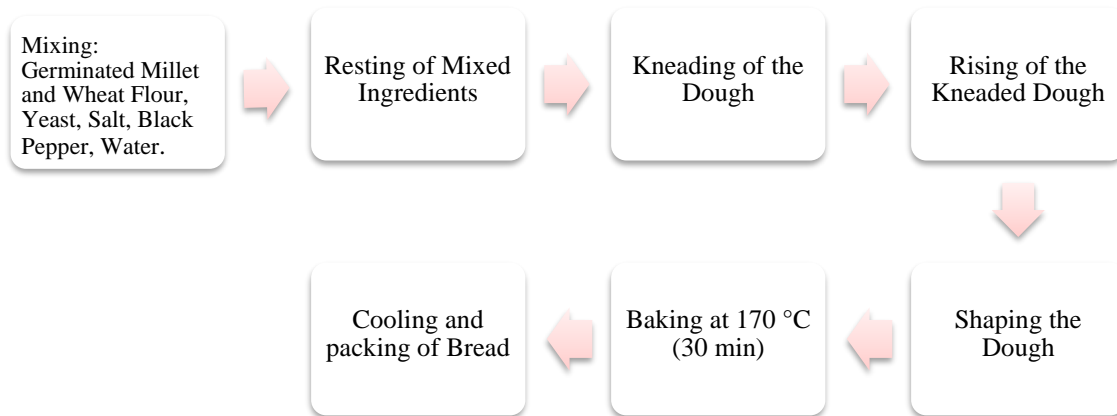 Mixing:
Germinated Millet
and Wheat Flour,
Yeast, Salt, Black
Pepper, Water.
Resting of Mixed
Ingredients
Kneading of the
Dough
Rising of the
Kneaded Dough
Shaping the
Dough
Baking at 170 °C
(30 min)
Cooling and
packing of Bread